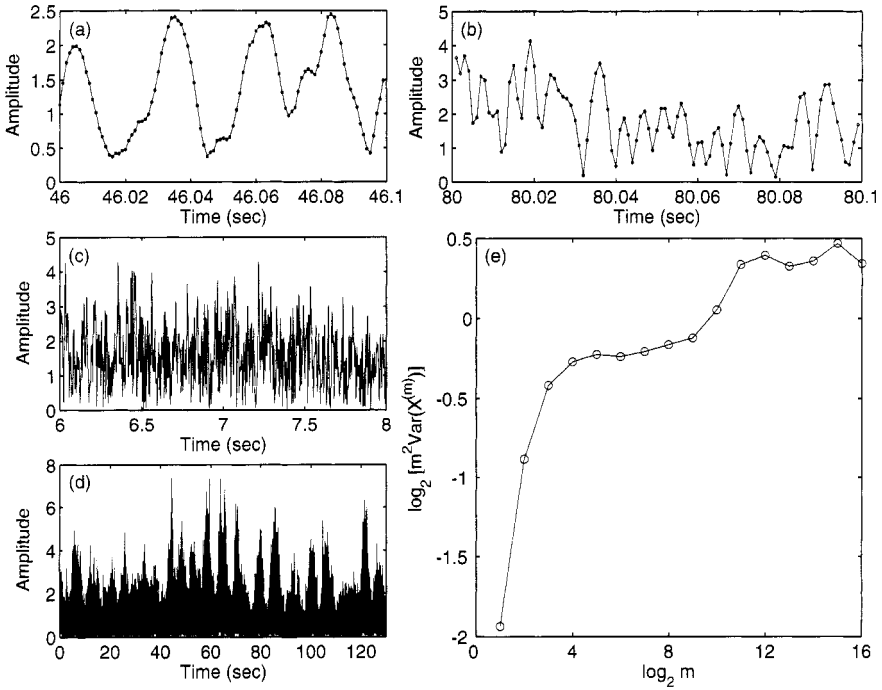 (a)
2.5
2
1.5
1
0.5
0
Amplitude
46 46.02 46.04 46.06 46.08 46.1
Time (sec)
(b)
5
4
3
2
1
0
Amplitude
80 80.02 80.04 80.06 80.08 80.1
Time (sec)
(c)
5
4
3
2
1
0
Amplitude
6 6.5 7 7.5 8
Time (sec)
(d)
8
6
4
2
0
Amplitude
0 20 40 60 80 100 120
Time (sec)
(e)
0.5
0
-0.5
-1
-1.5
-2
log₂ [m²Var(X⁽ᵐ⁾)]
0 4 8 12 16
log₂ m